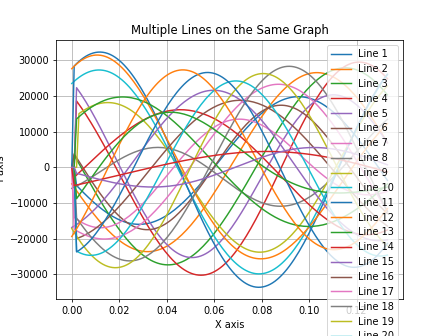 Multiple Lines on the Same Graph
30000
20000
10000
0
−10000
−20000
−30000
0.00
0.02
0.04
0.06
0.08
0.10
X axis
Line 1
Line 2
Line 3
Line 4
Line 5
Line 6
Line 7
Line 8
Line 9
Line 10
Line 11
Line 12
Line 13
Line 14
Line 15
Line 16
Line 17
Line 18
Line 19
Line 20